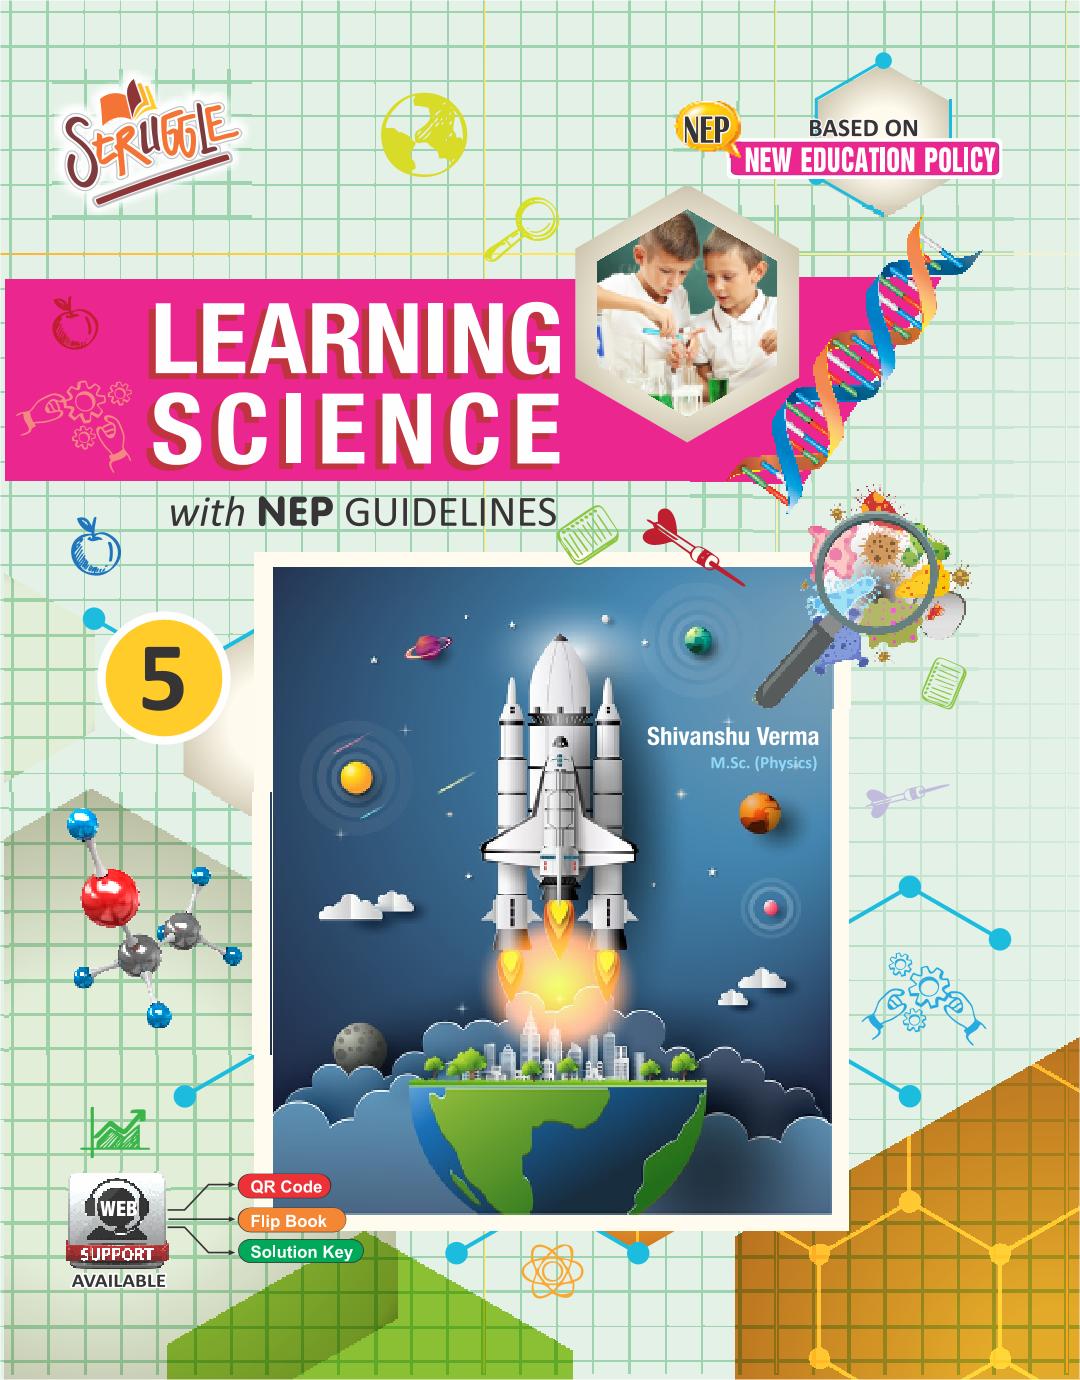 STRUGGLE
NEP
BASED ON
NEW EDUCATION POLICY
LEARNING
SCIENCE
with NEP GUIDELINES
5
Shivanshu Verma
M.Sc. (Physics)
WEB
SUPPORT
AVAILABLE
QR Code
Flip Book
Solution Key